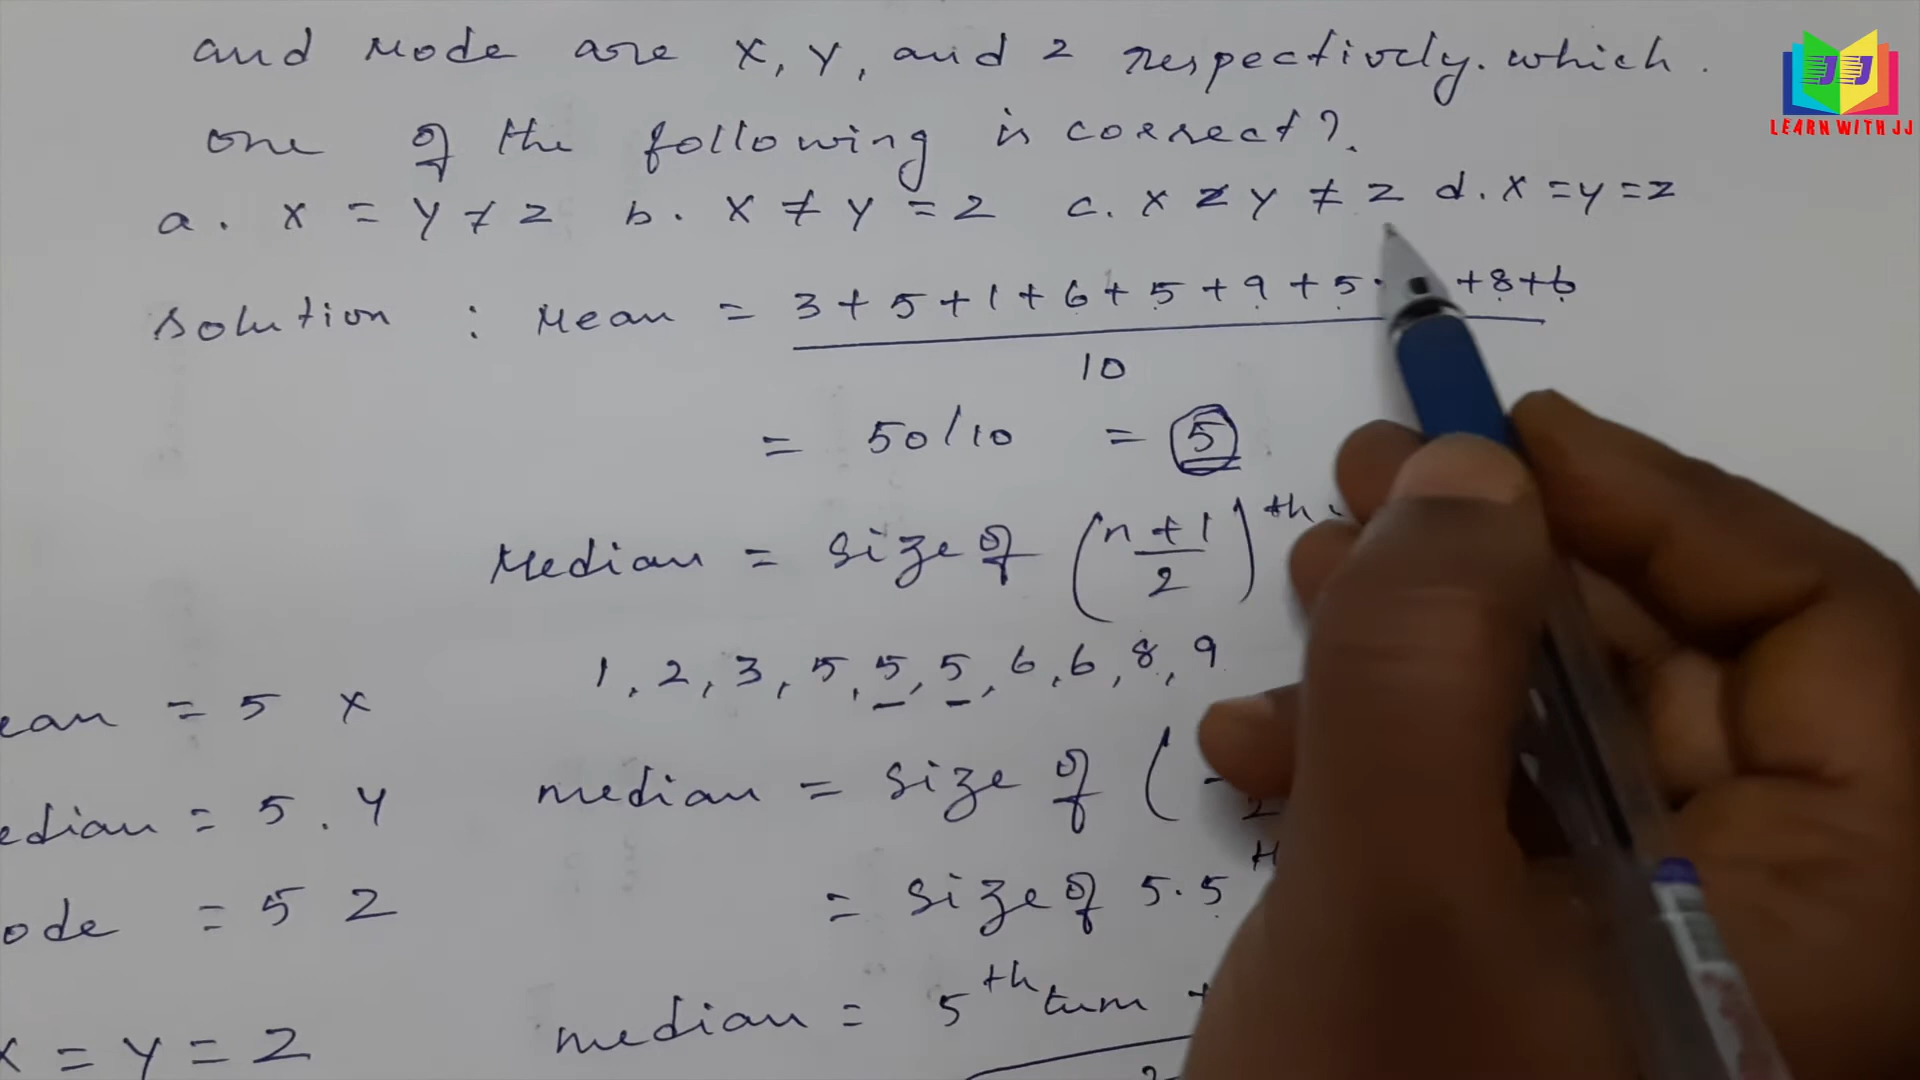 and Mode are X, Y, and Z respectively. which
one of the following is correct?.
a. X = Y ≠ Z b. X ≠ Y = Z c. X ≠ Y ≠ Z d. X = Y = Z
solution : Mean = 3 + 5 + 1 + 6 + 5 + 9 + 5 + 8 + 6
10
= 50/10 = 5
Median = size of (n + 1 / 2) th
1, 2, 3, 5, 5, 5, 6, 6, 8, 9
ean = 5 X
median = size of (
edian = 5. Y
= size of 5.5
ode = 5 Z
median = 5th +
X = Y = Z
2
JJ
LEARN WITH JJ